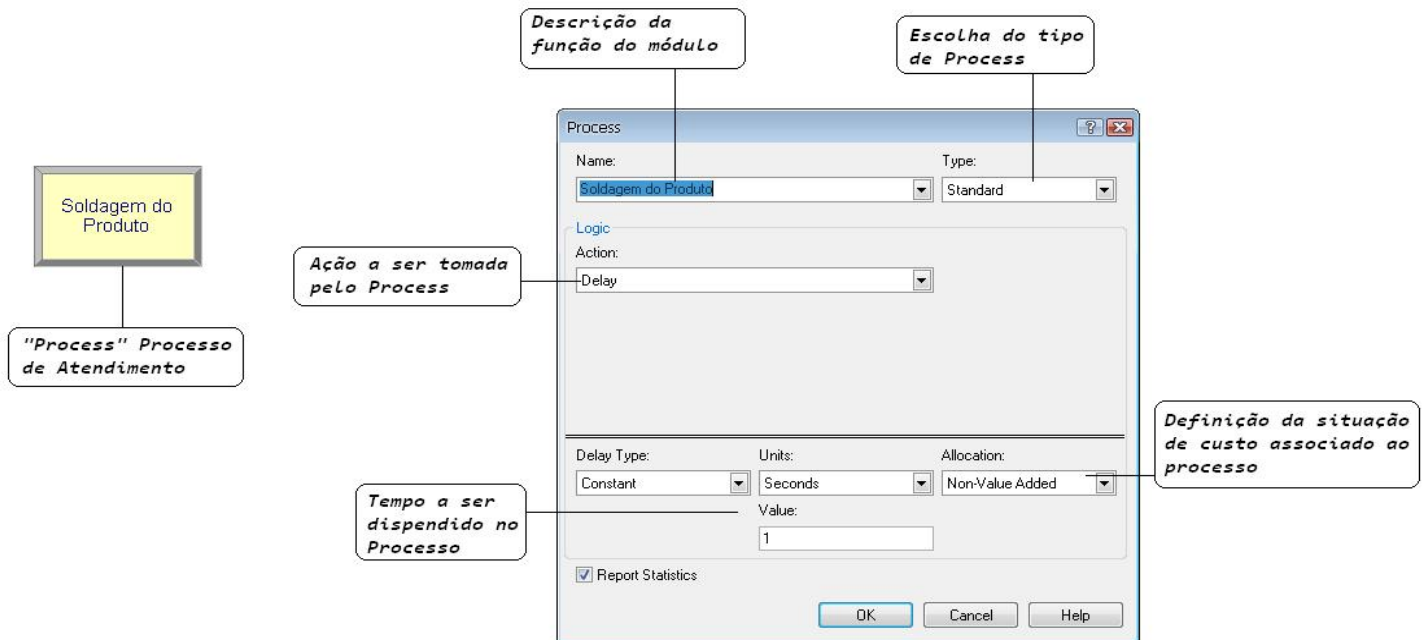 Descrição da
função do módulo
Escolha do tipo
de Process
Process
Name:
Type:
Soldagem do Produto
Standard
Soldagem do
Produto
Logic
Action:
Ação a ser tomada
pelo Process
Delay
"Process" Processo
de Atendimento
Definição da situação
de custo associado ao
processo
Delay Type:
Units:
Allocation:
Constant
Seconds
Non-Value Added
Tempo a ser
dispendido no
Processo
Value:
1
Report Statistics
OK
Cancel
Help